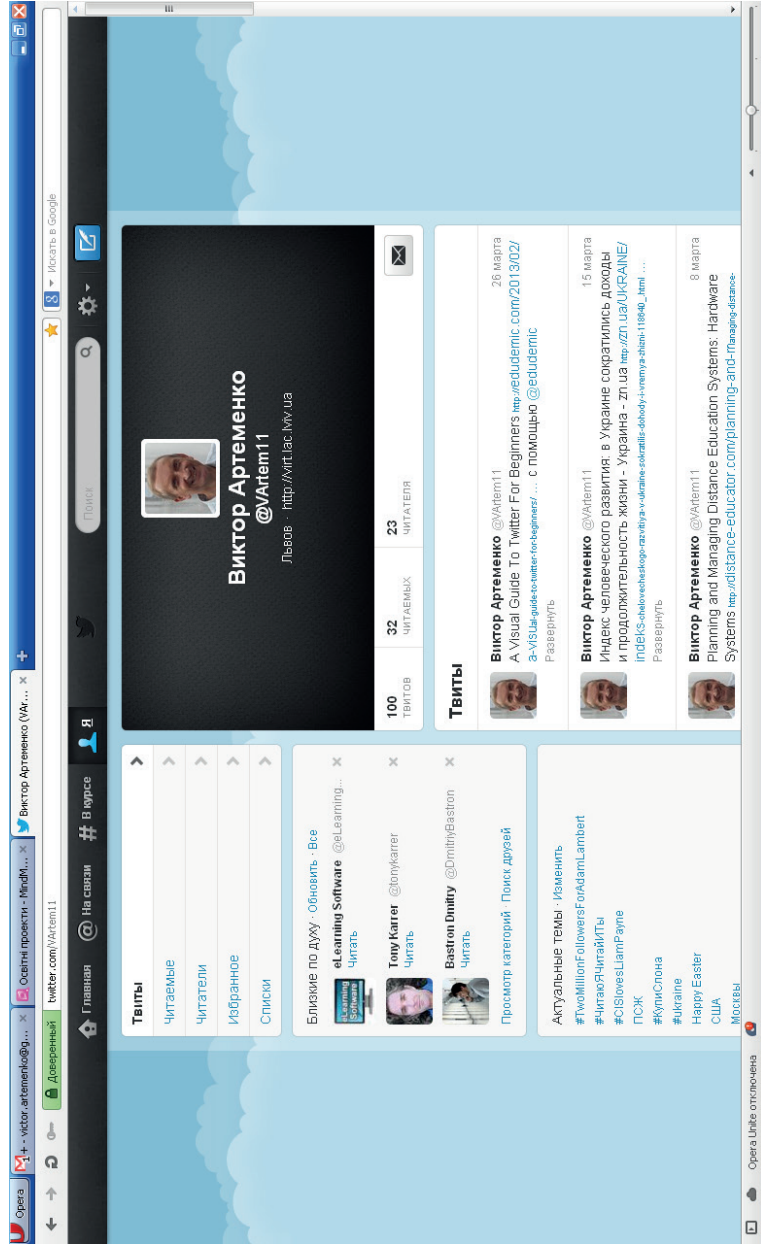 Opera
+ - victor.artemenko@g...
Освітні проекти - MindM...
Виктор Артеменко (VAr...
Доверенный
twitter.com/VArtem11
Искать в Google
Главная
@ На связи
# В курсе
Я
Поиск
Твиты
Читаемые
Читатели
Избранное
Списки
Близкие по духу · Обновить · Все
eLearning Software @eLearning...
Читать
eLearning
Software
Tony Karrer @tonykarrer
Читать
Bastron Dmitry @DmitriyBastron
Читать
Просмотр категорий · Поиск друзей
Актуальные темы · Изменить
#TwoMillionFollowersForAdamLambert
#ЧитаюЯЧитайИТы
#CISlovesLiamPayne
ПСЖ
#КупиСлона
#ukraine
Happy Easter
США
Москвы
Виктор Артеменко
@VArtem11
Львов · http://virt.lac.lviv.ua
100
ТВИТОВ
32
ЧИТАЕМЫХ
23
ЧИТАТЕЛЯ
Твиты
Виктор Артеменко @VArtem11 26 марта
A Visual Guide To Twitter For Beginners http://edudemic.com/2013/02/
a-visual-guide-to-twitter-for-beginners/ ... с помощью @edudemic
Развернуть
Виктор Артеменко @VArtem11 15 марта
Индекс человеческого развития: в Украине сократились доходы
и продолжительность жизни - Украина - zn.ua http://zn.ua/UKRAINE/
indeks-chelovecheskogo-razvitiya-v-ukraine-sokratilis-dohody-i-vremya-zhizni-118640_.html ...
Развернуть
Виктор Артеменко @VArtem11 8 марта
Planning and Managing Distance Education Systems: Hardware
Systems http://distance-educator.com/planning-and-managing-distance-
Opera Unite отключена